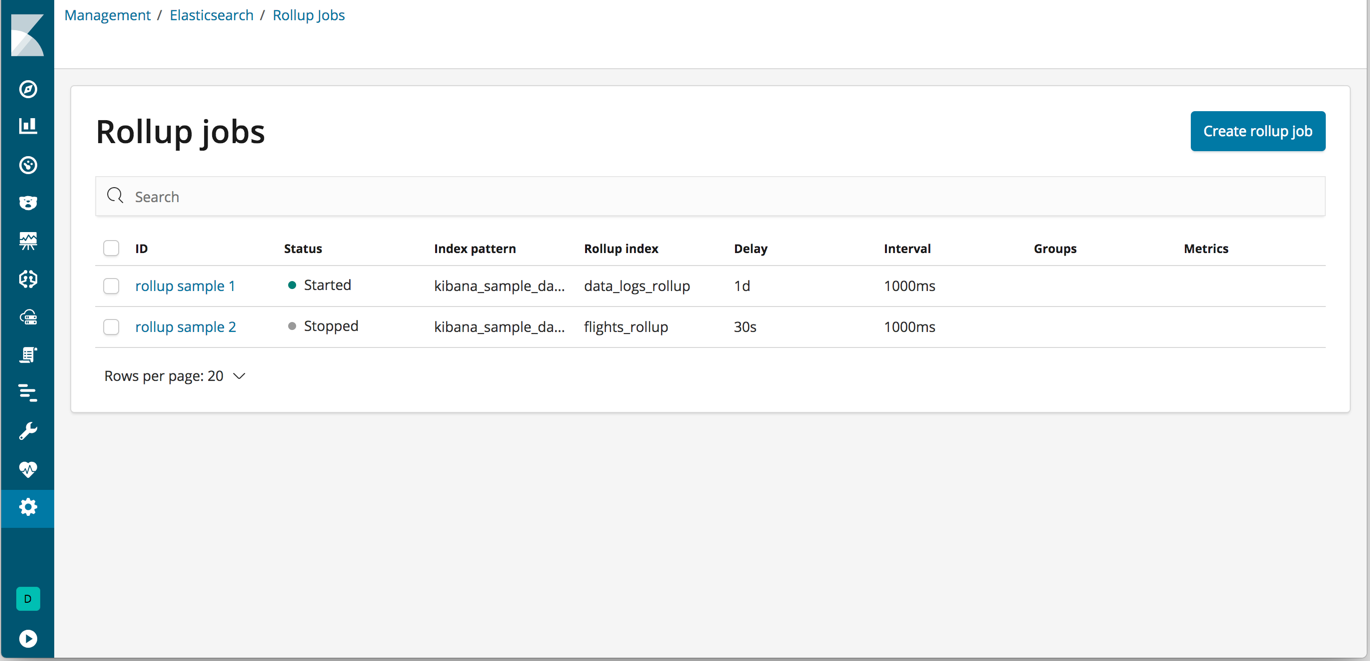 Management / Elasticsearch / Rollup Jobs
Rollup jobs
Create rollup job
Search
ID Status Index pattern Rollup index Delay Interval Groups Metrics
rollup sample 1 Started kibana_sample_da... data_logs_rollup 1d 1000ms
rollup sample 2 Stopped kibana_sample_da... flights_rollup 30s 1000ms
Rows per page: 20
D